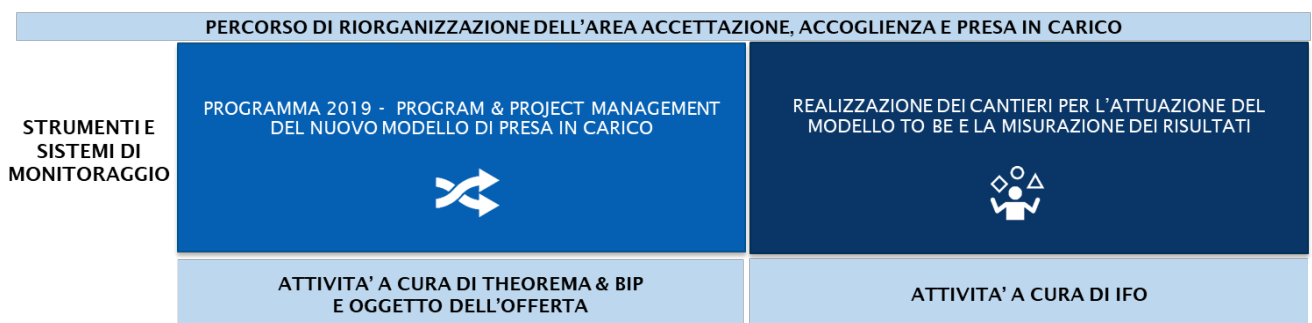 PERCORSO DI RIORGANIZZAZIONE DELL'AREA ACCETTAZIONE, ACCOGLIENZA E PRESA IN CARICO
STRUMENTI E
SISTEMI DI
MONITORAGGIO
PROGRAMMA 2019 - PROGRAM & PROJECT MANAGEMENT
DEL NUOVO MODELLO DI PRESA IN CARICO
REALIZZAZIONE DEI CANTIERI PER L'ATTUAZIONE DEL
MODELLO TO BE E LA MISURAZIONE DEI RISULTATI
ATTIVITA' A CURA DI THEOREMA & BIP
E OGGETTO DELL'OFFERTA
ATTIVITA' A CURA DI IFO